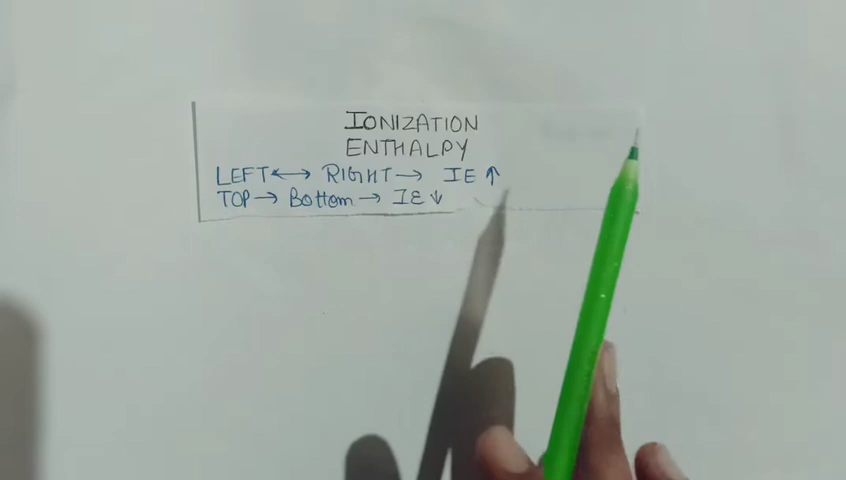 IONIZATION
ENTHALPY
LEFT ↔ RIGHT → IE ↑
TOP → Bottom → IE ↓